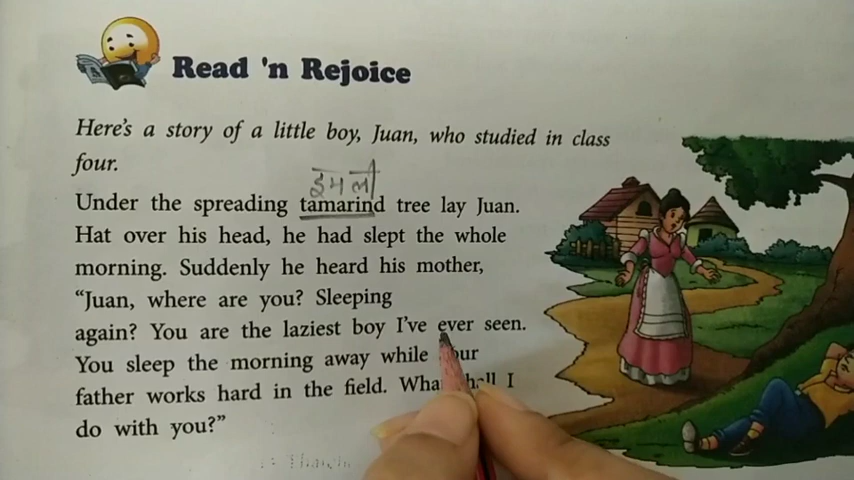 Read 'n Rejoice
Here's a story of a little boy, Juan, who studied in class
four.
इमली
Under the spreading tamarind tree lay Juan.
Hat over his head, he had slept the whole
morning. Suddenly he heard his mother,
“Juan, where are you? Sleeping
again? You are the laziest boy I've ever seen.
You sleep the morning away while your
father works hard in the field. What shall I
do with you?”